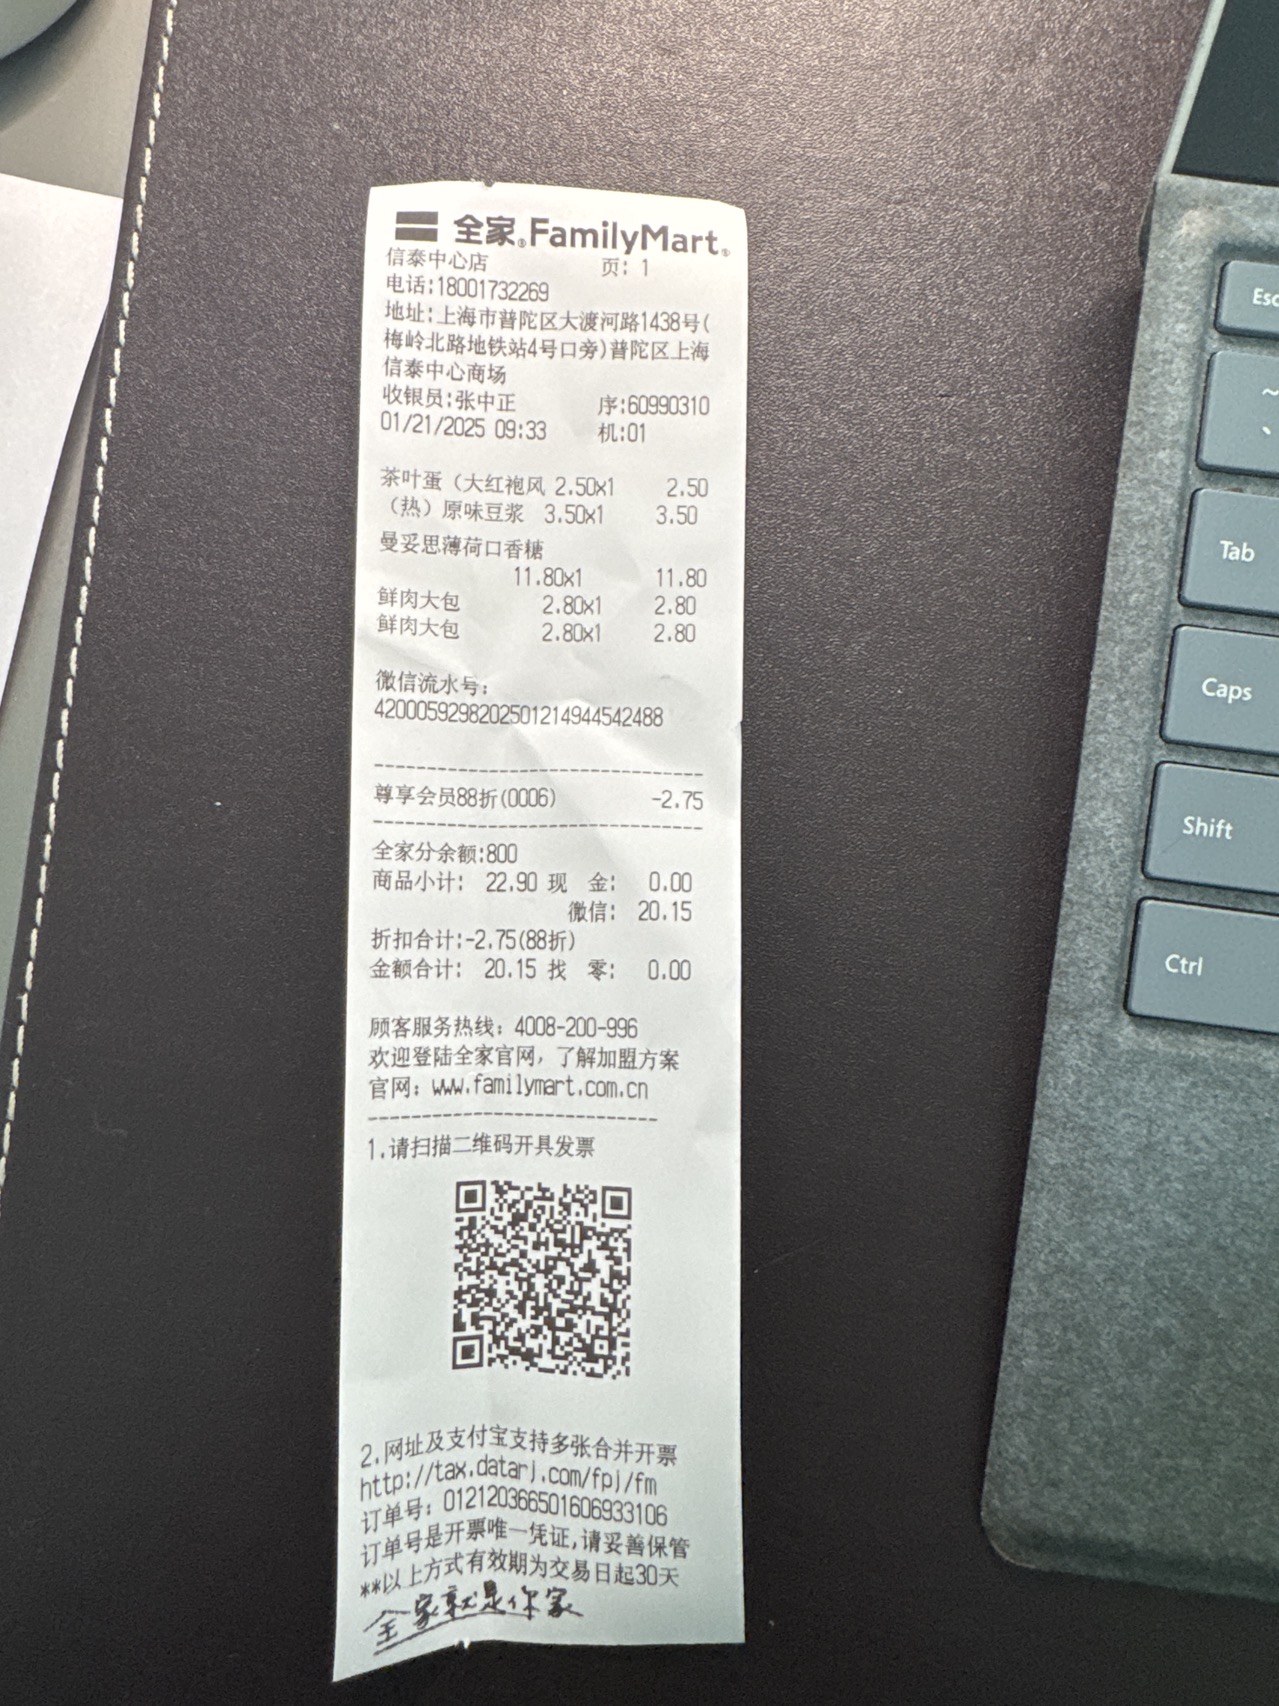 全家®FamilyMart®
信泰中心店 页: 1
电话:18001732269
地址:上海市普陀区大渡河路1438号(
梅岭北路地铁站4号口旁)普陀区上海
信泰中心商场
收银员:张中正 序:60990310
01/21/2025 09:33 机:01
茶叶蛋（大红袍风 2.50x1 2.50
（热）原味豆浆 3.50x1 3.50
曼妥思薄荷口香糖
11.80x1 11.80
鲜肉大包 2.80x1 2.80
鲜肉大包 2.80x1 2.80
微信流水号:
4200059298202501214944542488
尊享会员88折(0006) -2.75
全家分余额:800
商品小计: 22.90 现 金: 0.00
微信: 20.15
折扣合计:-2.75(88折)
金额合计: 20.15 找 零: 0.00
顾客服务热线: 4008-200-996
欢迎登陆全家官网，了解加盟方案
官网: www.familymart.com.cn
1.请扫描二维码开具发票
2.网址及支付宝支持多张合并开票
http://tax.datarj.com/fpj/fm
订单号: 012120366501606933106
订单号是开票唯一凭证,请妥善保管
**以上方式有效期为交易日起30天
全家就是你家
Esc
~
、
Tab
Caps
Shift
Ctrl